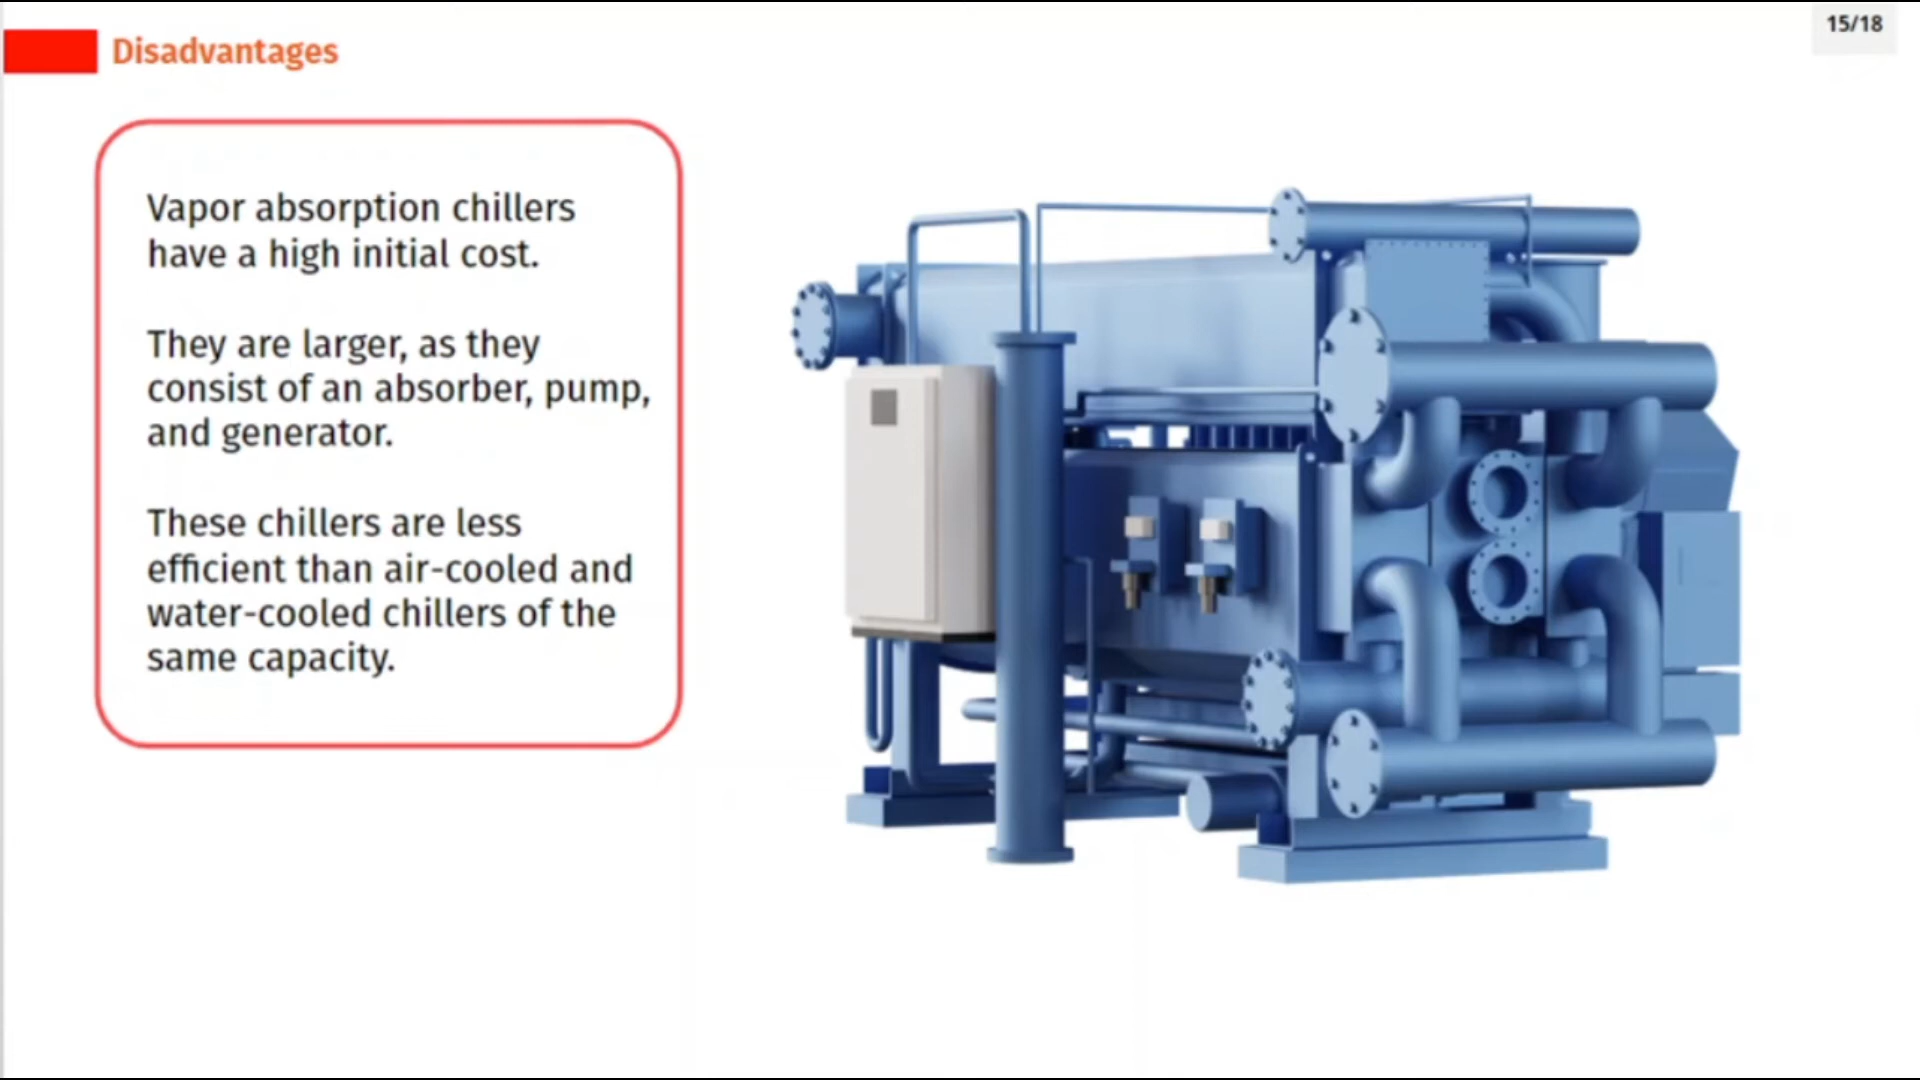 15/18
Disadvantages
Vapor absorption chillers
have a high initial cost.
They are larger, as they
consist of an absorber, pump,
and generator.
These chillers are less
efficient than air-cooled and
water-cooled chillers of the
same capacity.